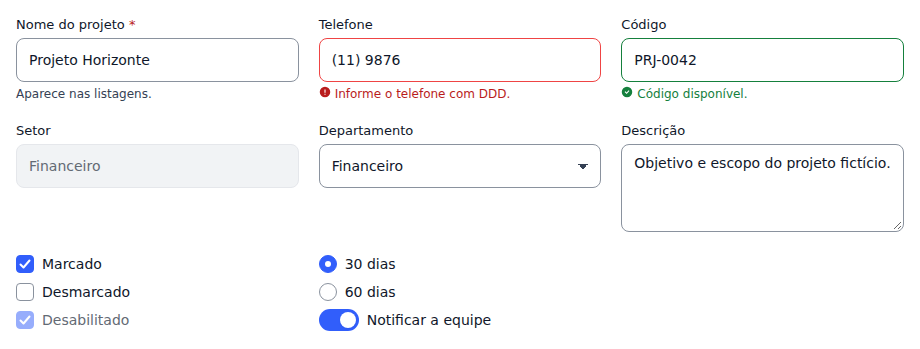 Nome do projeto *
Telefone
Código
Projeto Horizonte
(11) 9876
PRJ-0042
Aparece nas listagens.
Informe o telefone com DDD.
Código disponível.
Setor
Departamento
Descrição
Financeiro
Financeiro
Objetivo e escopo do projeto fictício.
Marcado
30 dias
Desmarcado
60 dias
Desabilitado
Notificar a equipe